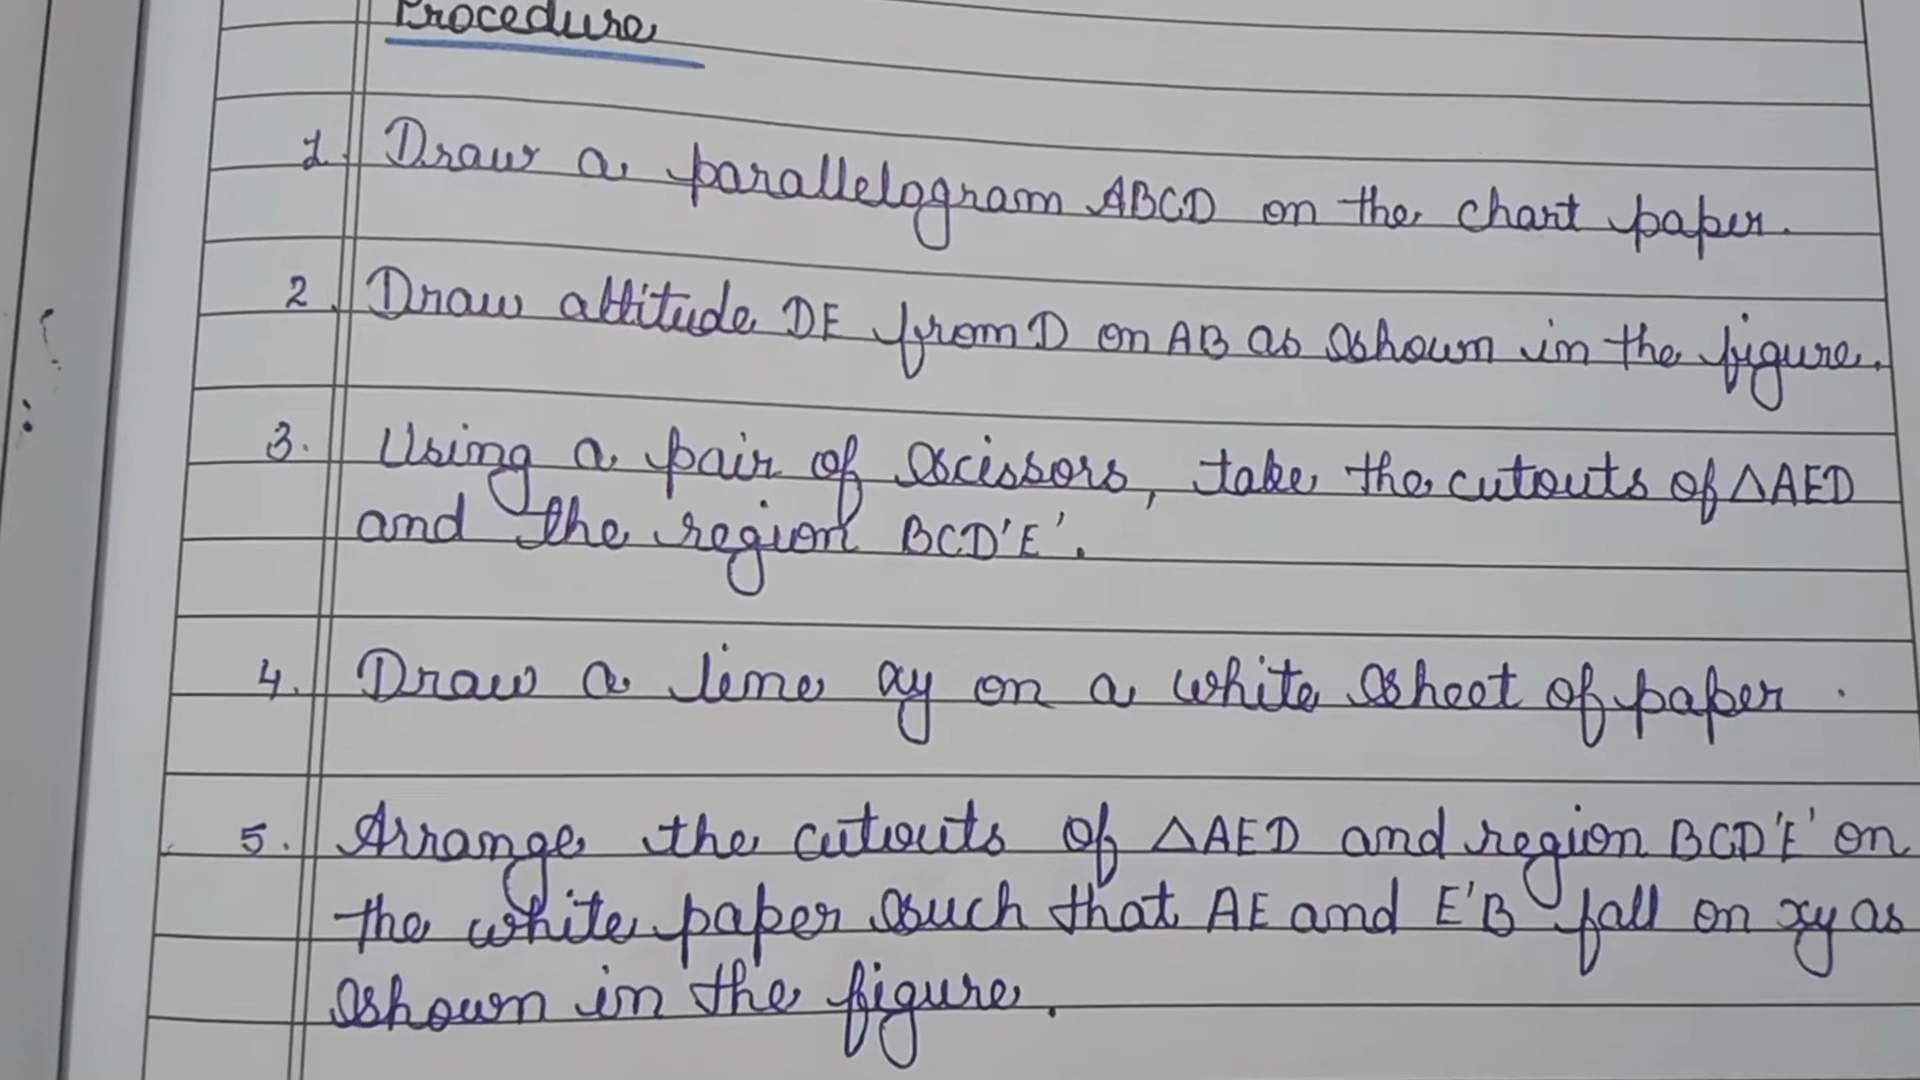 Procedure
1. Draw a parallelogram ABCD on the chart paper.
2. Draw altitude DE from D on AB as shown in the figure.
3. Using a pair of scissors, take the cutouts of △AED
and the region BCD'E'.
4. Draw a line xy on a white sheet of paper.
5. Arrange the cutouts of △AED and region BCD'E' on
the white paper such that AE and E'B fall on xy as
shown in the figure.